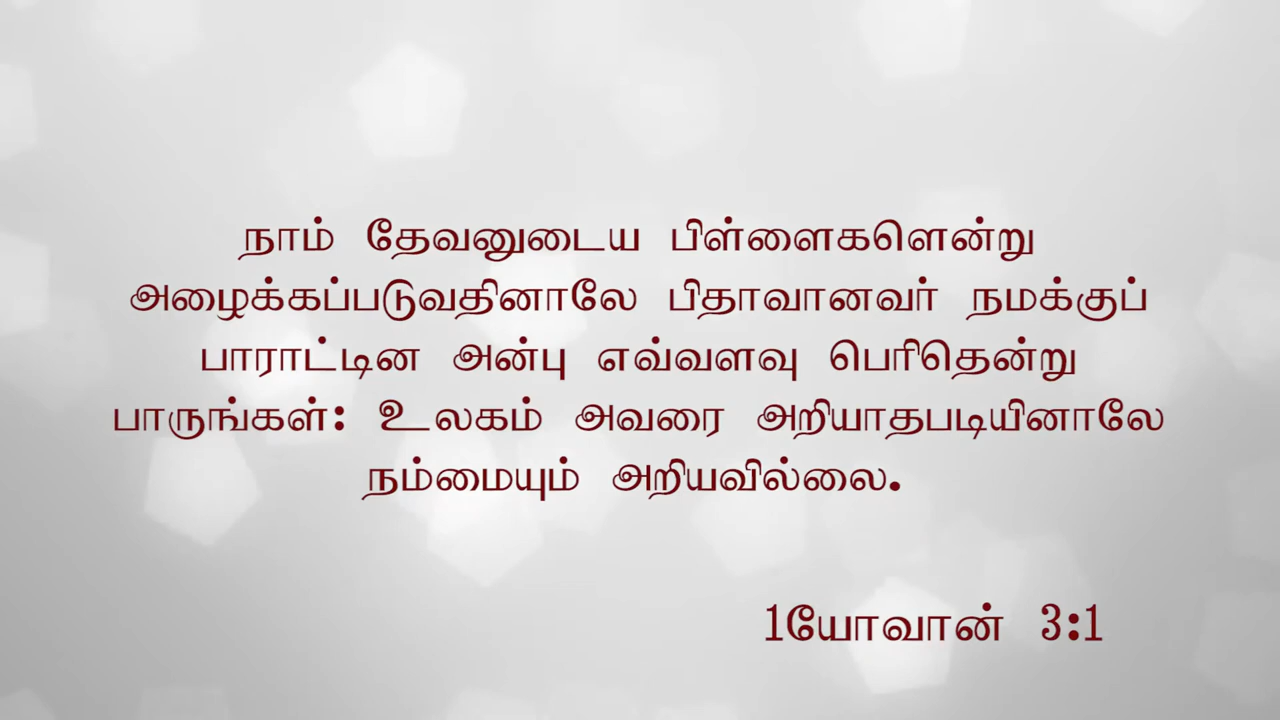 நாம் தேவனுடைய பிள்ளைகளென்று
அழைக்கப்படுவதினாலே பிதாவானவர் நமக்குப்
பாராட்டின அன்பு எவ்வளவு பெரிதென்று
பாருங்கள்: உலகம் அவரை அறியாதபடியினாலே
நம்மையும் அறியவில்லை.
1யோவான் 3:1